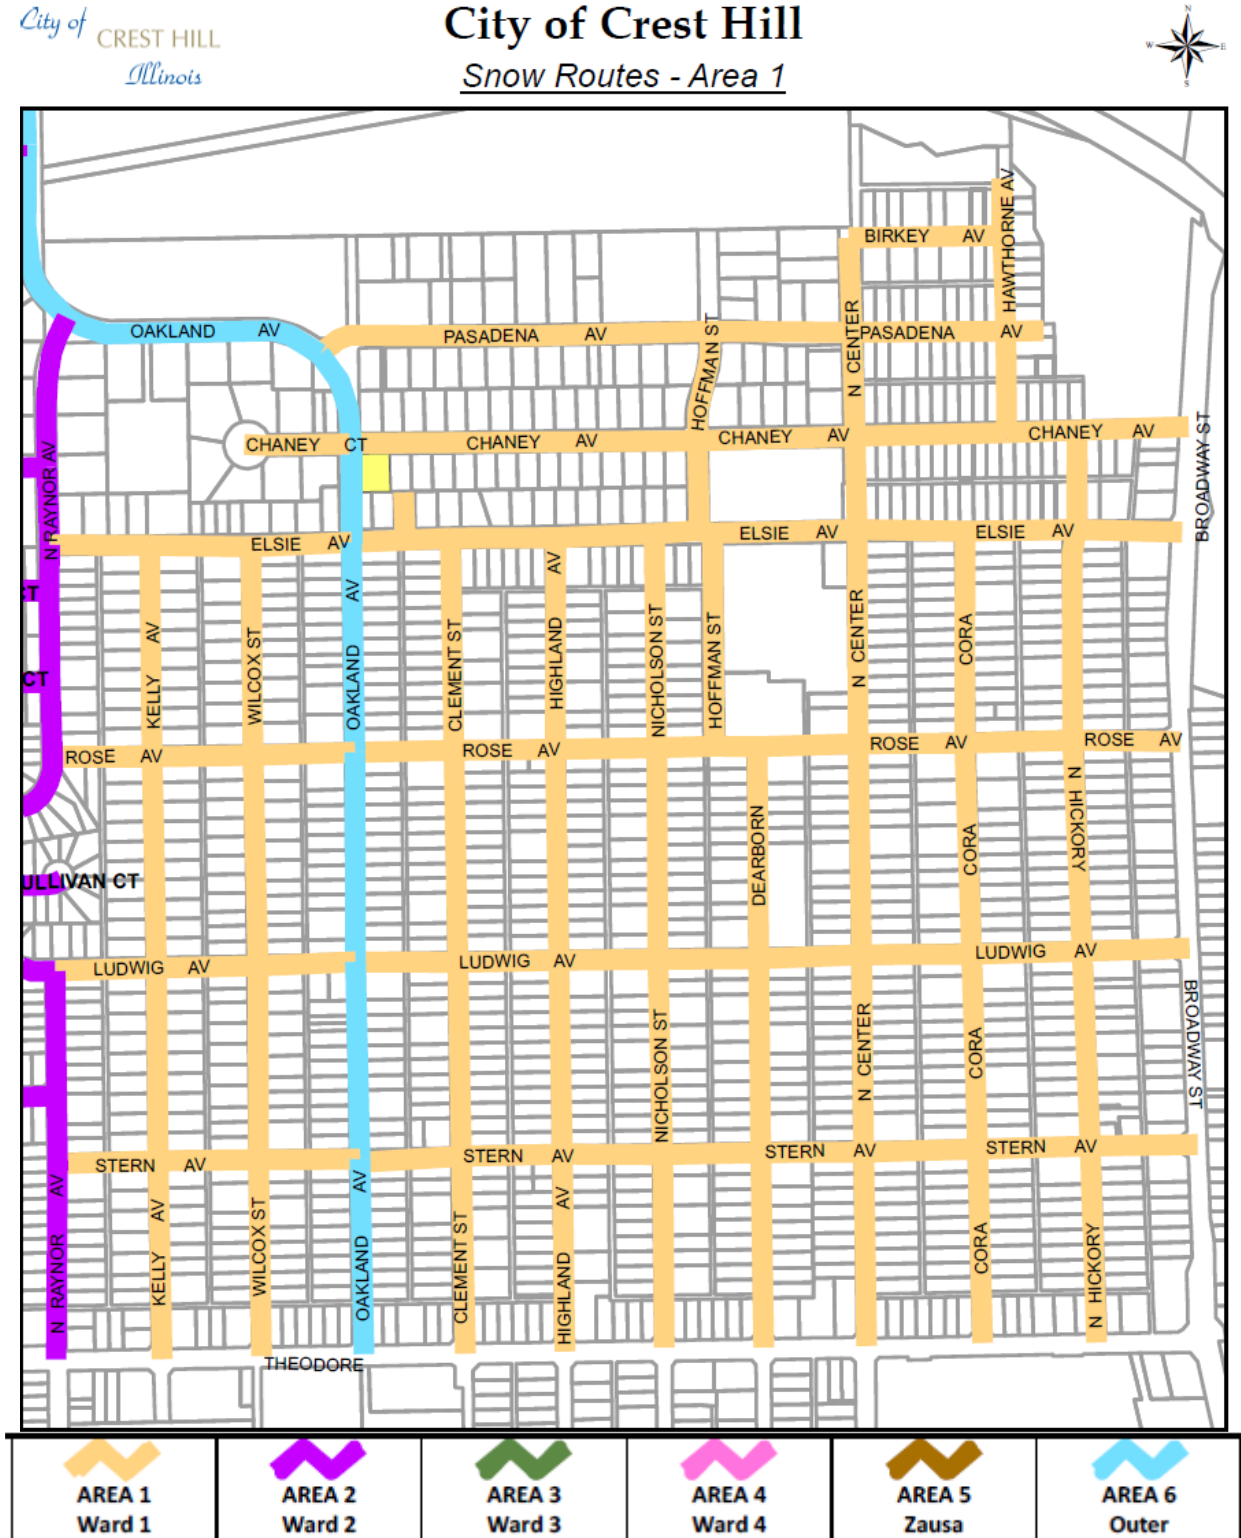 City of
CREST HILL
Illinois
City of Crest Hill
Snow Routes - Area 1
N
W E
S
HAWTHORNE AV
BIRKEY AV
OAKLAND AV
PASADENA AV
HOFFMAN ST
N CENTER
PASADENA AV
CHANEY CT
CHANEY AV
CHANEY AV
CHANEY AV
BROADWAY ST
N RAYNOR AV
ELSIE AV
ELSIE AV
ELSIE AV
CT
KELLY AV
WILCOX ST
OAKLAND AV
CLEMENT ST
HIGHLAND AV
NICHOLSON ST
HOFFMAN ST
N CENTER
CORA
CT
ROSE AV
ROSE AV
ROSE AV
ROSE AV
N HICKORY
DEARBORN
CORA
ULLIVAN CT
LUDWIG AV
LUDWIG AV
LUDWIG AV
NICHOLSON ST
N CENTER
CORA
BROADWAY ST
STERN AV
STERN AV
STERN AV
STERN AV
N RAYNOR AV
KELLY AV
WILCOX ST
OAKLAND AV
CLEMENT ST
HIGHLAND AV
CORA
N HICKORY
THEODORE
AREA 1
Ward 1
AREA 2
Ward 2
AREA 3
Ward 3
AREA 4
Ward 4
AREA 5
Zausa
AREA 6
Outer